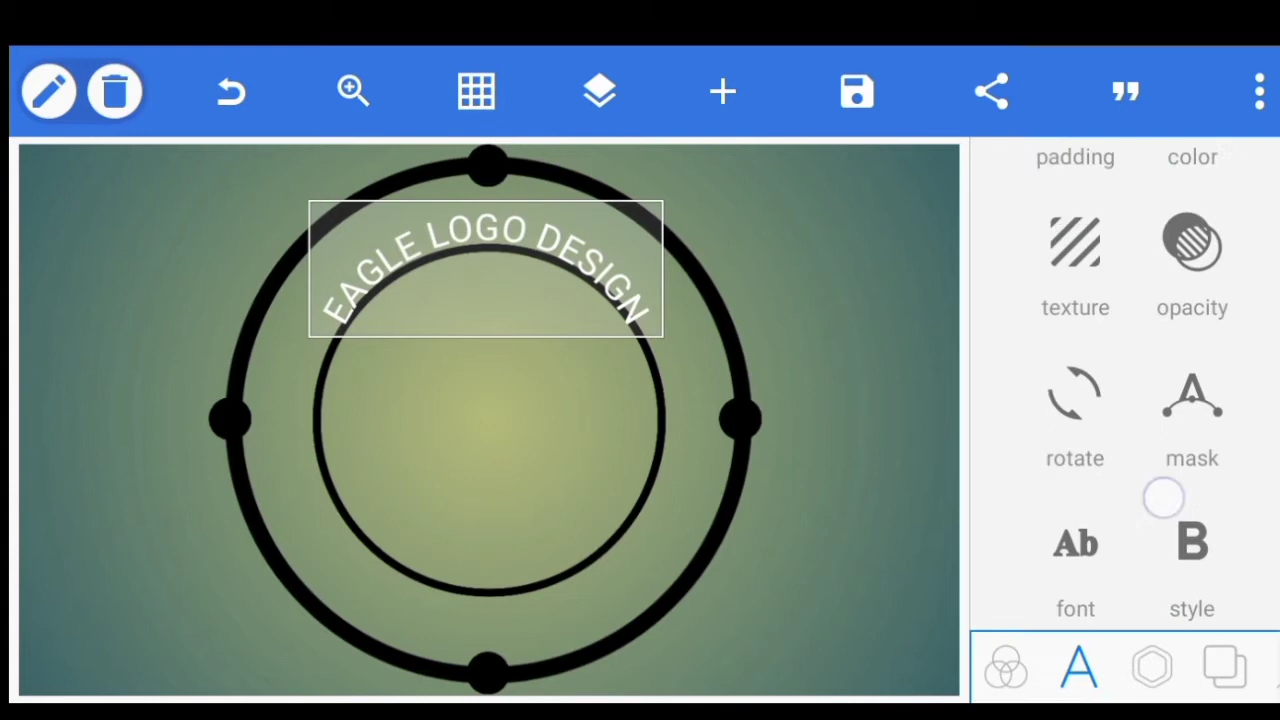 EAGLE LOGO DESIGN
padding color
texture opacity
rotate mask
Ab B
font style